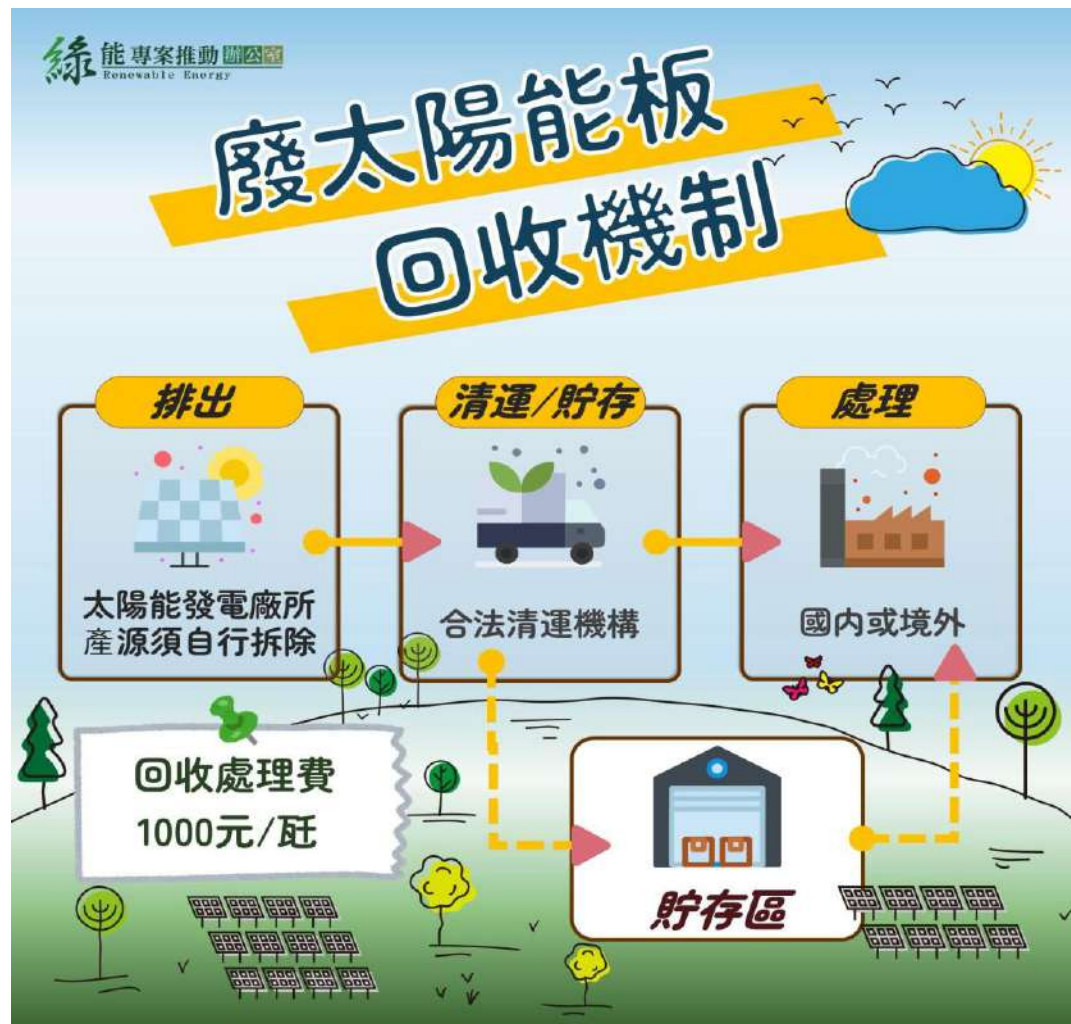 綠能專案推動辦公室
Renewable Energy
廢太陽能板
回收機制
排出
太陽能發電廠所
產源須自行拆除
清運/貯存
合法清運機構
處理
國內或境外
回收處理費
1000元/瓩
貯存區